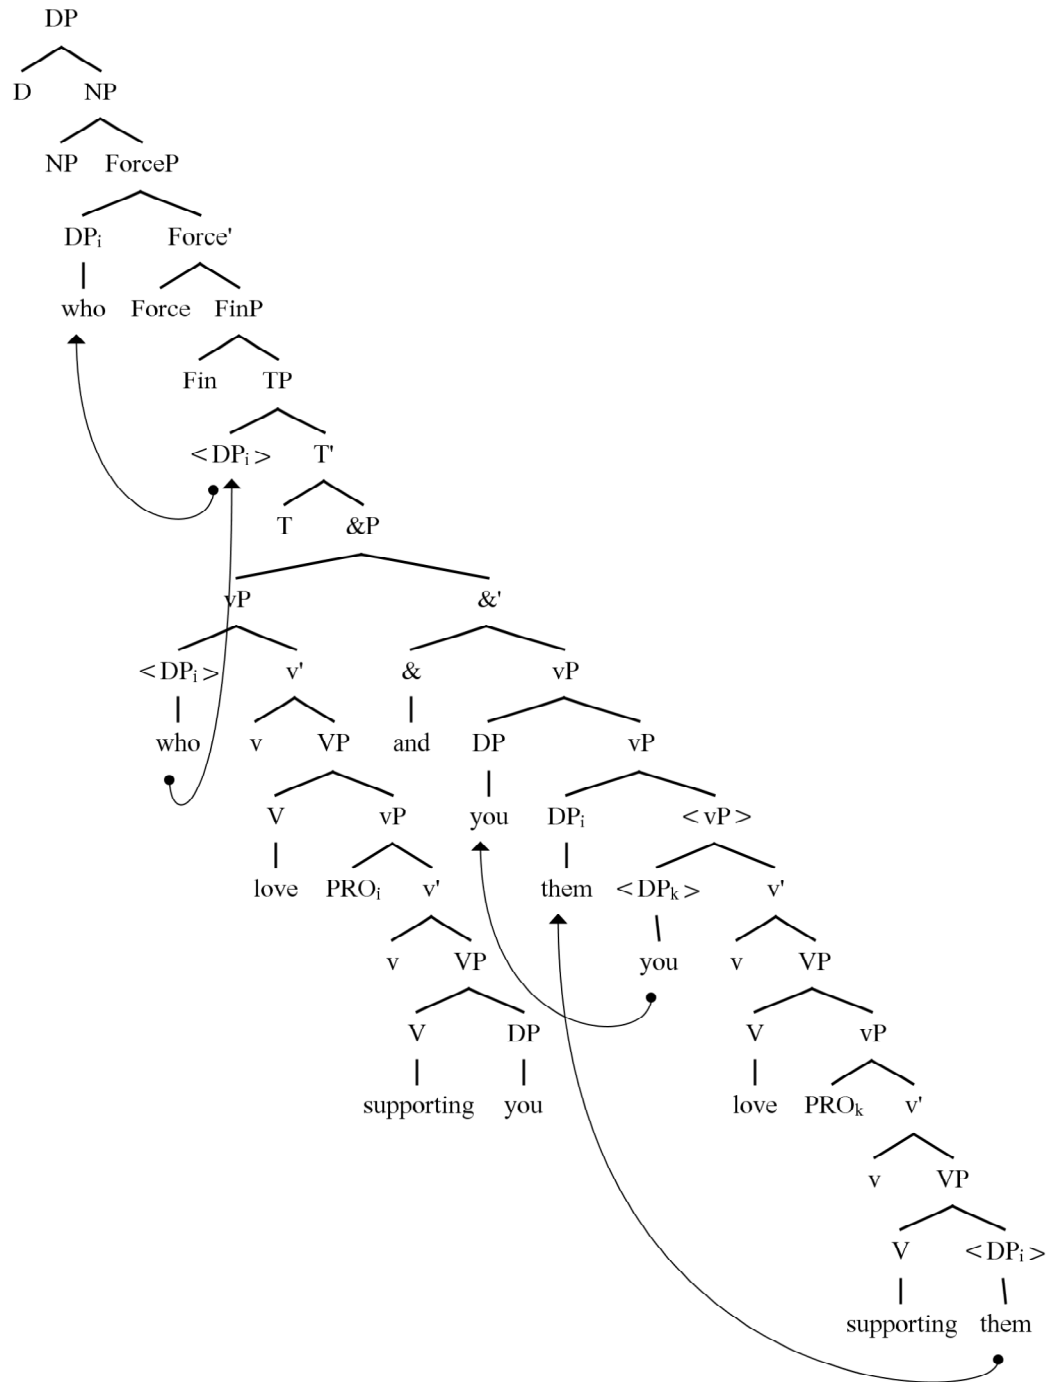 DP
D NP
NP ForceP
DPᵢ Force'
who Force FinP
Fin TP
<DPᵢ> T'
T &P
vP &'
<DPᵢ> v' & vP
who v VP and DP vP
V vP you DPᵢ <vP>
love PROᵢ v' them <DPₖ> v'
v VP you v VP
V DP V vP
supporting you love PROₖ v'
v VP
V <DPᵢ>
supporting them